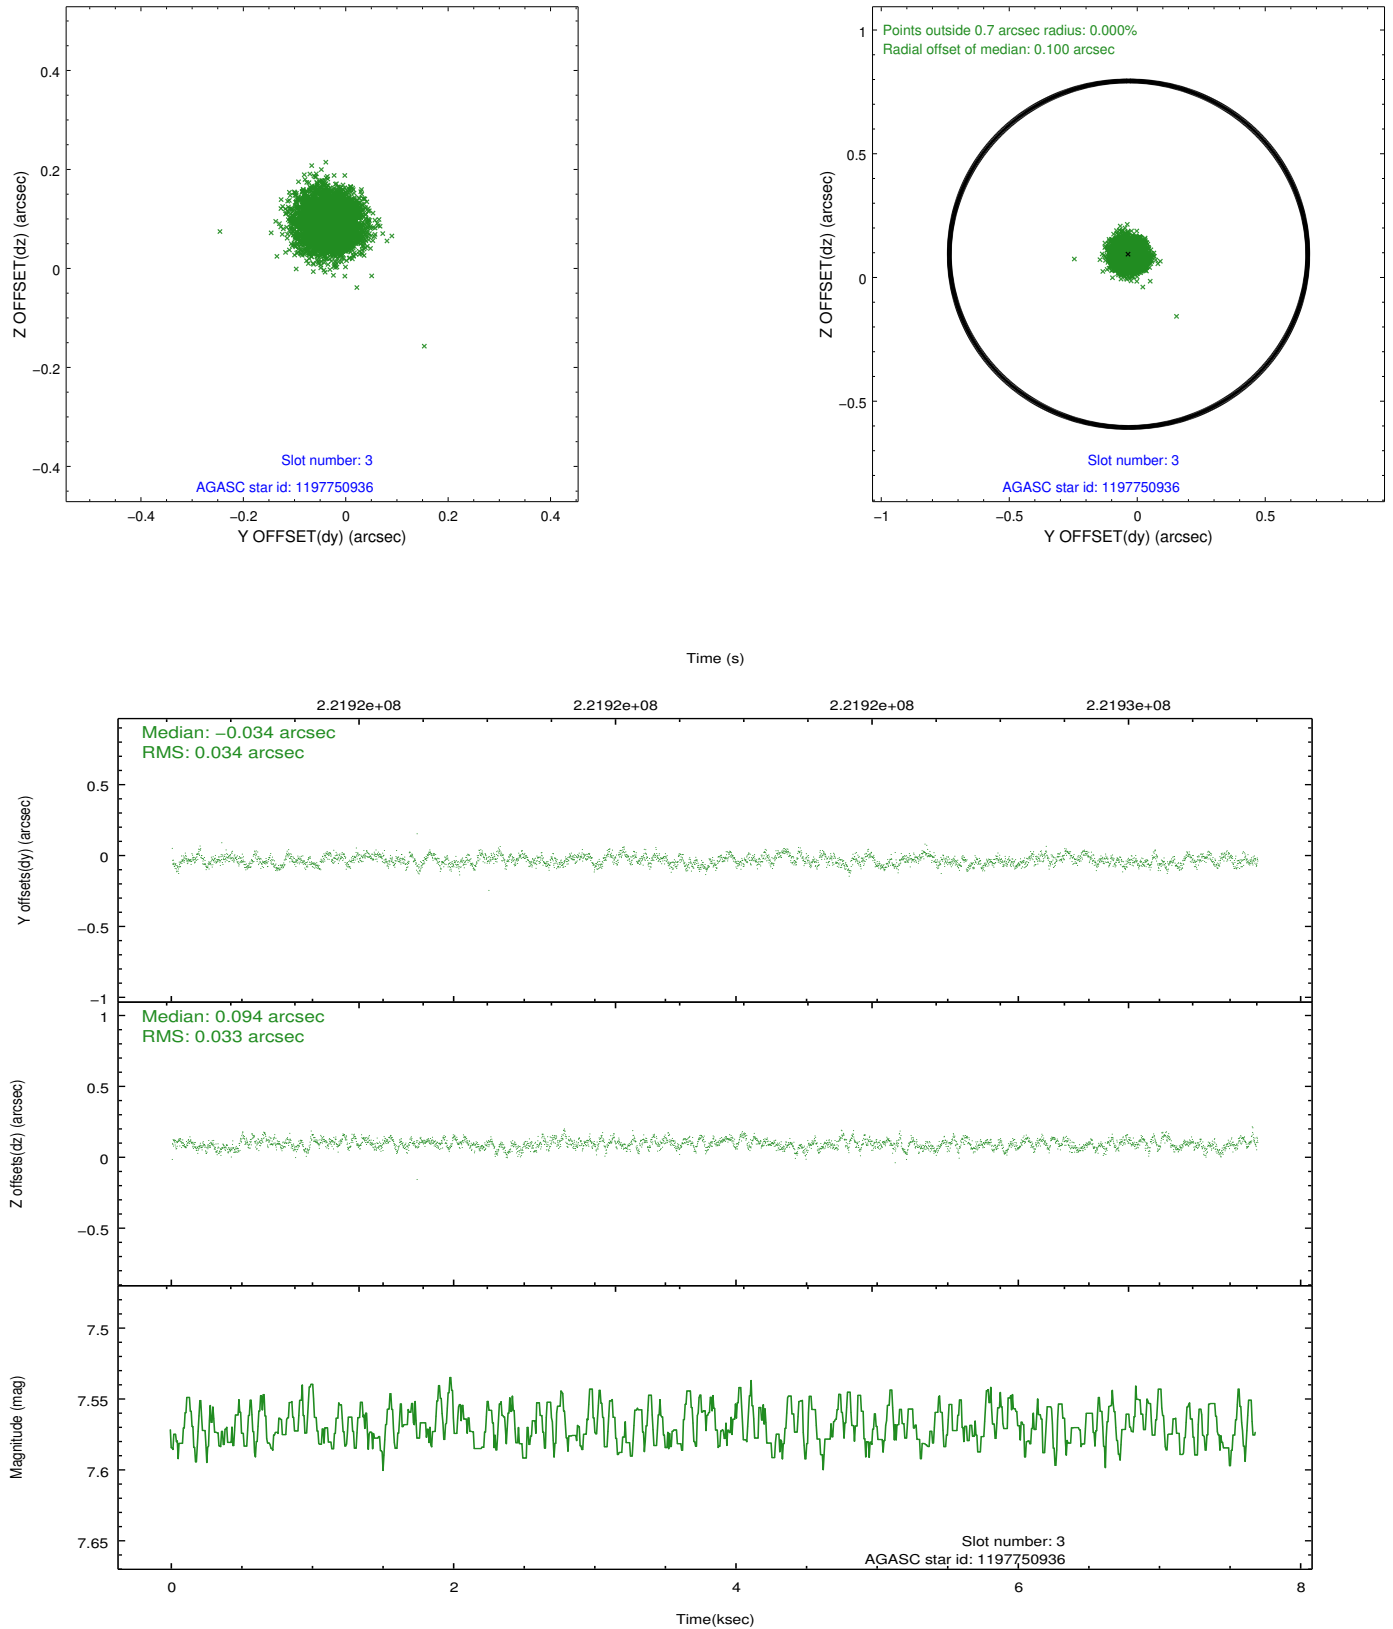 0.4
0.2
0
−0.2
−0.4
Z OFFSET(dz) (arcsec)
Slot number: 3
AGASC star id: 1197750936
−0.4 −0.2 0 0.2 0.4
Y OFFSET(dy) (arcsec)
Points outside 0.7 arcsec radius: 0.000%
Radial offset of median: 0.100 arcsec
1
0.5
0
−0.5
Z OFFSET(dz) (arcsec)
Slot number: 3
AGASC star id: 1197750936
−1 −0.5 0 0.5
Y OFFSET(dy) (arcsec)
Time (s)
2.2192e+08 2.2192e+08 2.2192e+08 2.2193e+08
Median: −0.034 arcsec
RMS: 0.034 arcsec
0.5
0
−0.5
−1
Y offsets(dy) (arcsec)
Median: 0.094 arcsec
RMS: 0.033 arcsec
1
0.5
0
−0.5
Z offsets(dz) (arcsec)
7.5
7.55
7.6
7.65
Magnitude (mag)
Slot number: 3
AGASC star id: 1197750936
0 2 4 6 8
Time(ksec)